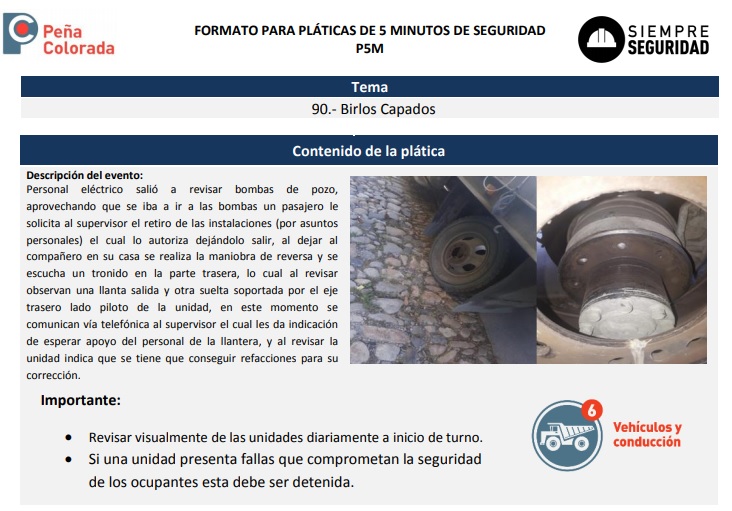 Peña
Colorada
FORMATO PARA PLÁTICAS DE 5 MINUTOS DE SEGURIDAD
P5M
SIEMPRE
SEGURIDAD
Tema
90.- Birlos Capados
Contenido de la plática
Descripción del evento:
Personal eléctrico salió a revisar bombas de pozo,
aprovechando que se iba a ir a las bombas un pasajero le
solicita al supervisor el retiro de las instalaciones (por asuntos
personales) el cual lo autoriza dejándolo salir, al dejar al
compañero en su casa se realiza la maniobra de reversa y se
escucha un tronido en la parte trasera, lo cual al revisar
observan una llanta salida y otra suelta soportada por el eje
trasero lado piloto de la unidad, en este momento se
comunican vía telefónica al supervisor el cual les da indicación
de esperar apoyo del personal de la llantera, y al revisar la
unidad indica que se tiene que conseguir refacciones para su
corrección.
Importante:
• Revisar visualmente de las unidades diariamente a inicio de turno.
• Si una unidad presenta fallas que comprometan la seguridad
de los ocupantes esta debe ser detenida.
6
Vehículos y
conducción